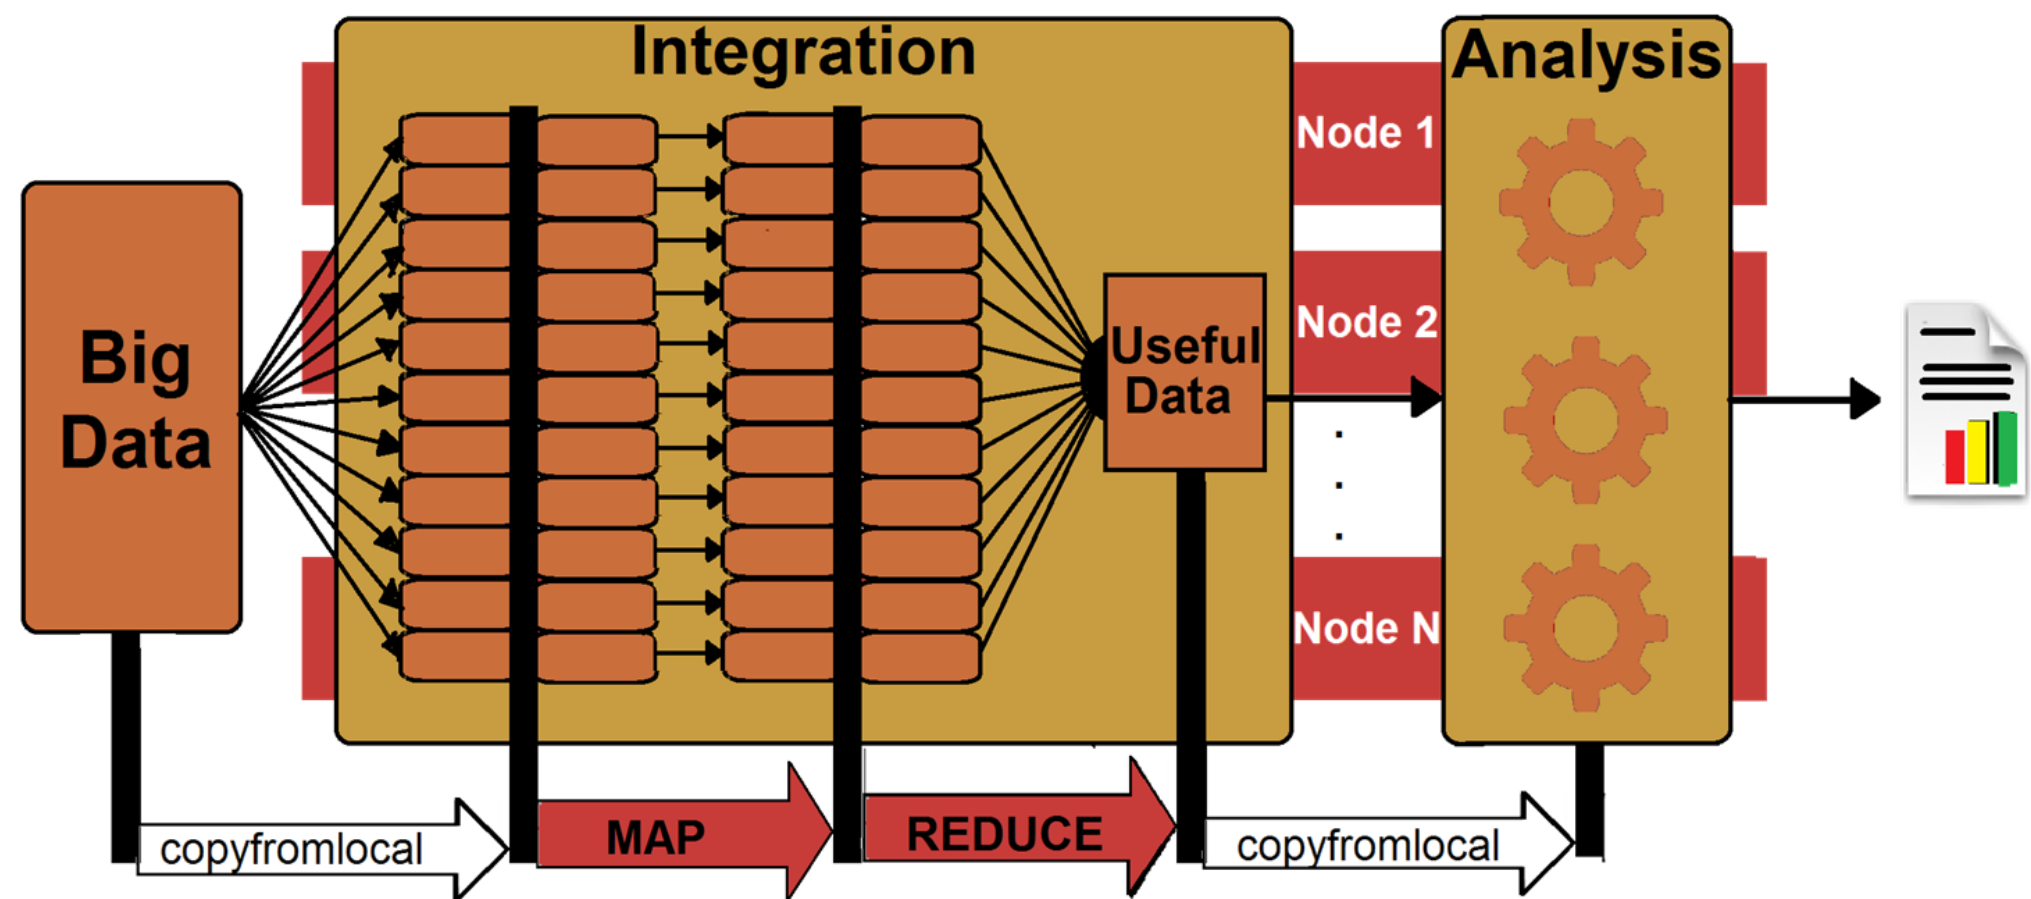 Integration
Analysis
Node 1
Big
Data
Useful
Data
Node 2
.
.
.
Node N
copyfromlocal
MAP
REDUCE
copyfromlocal